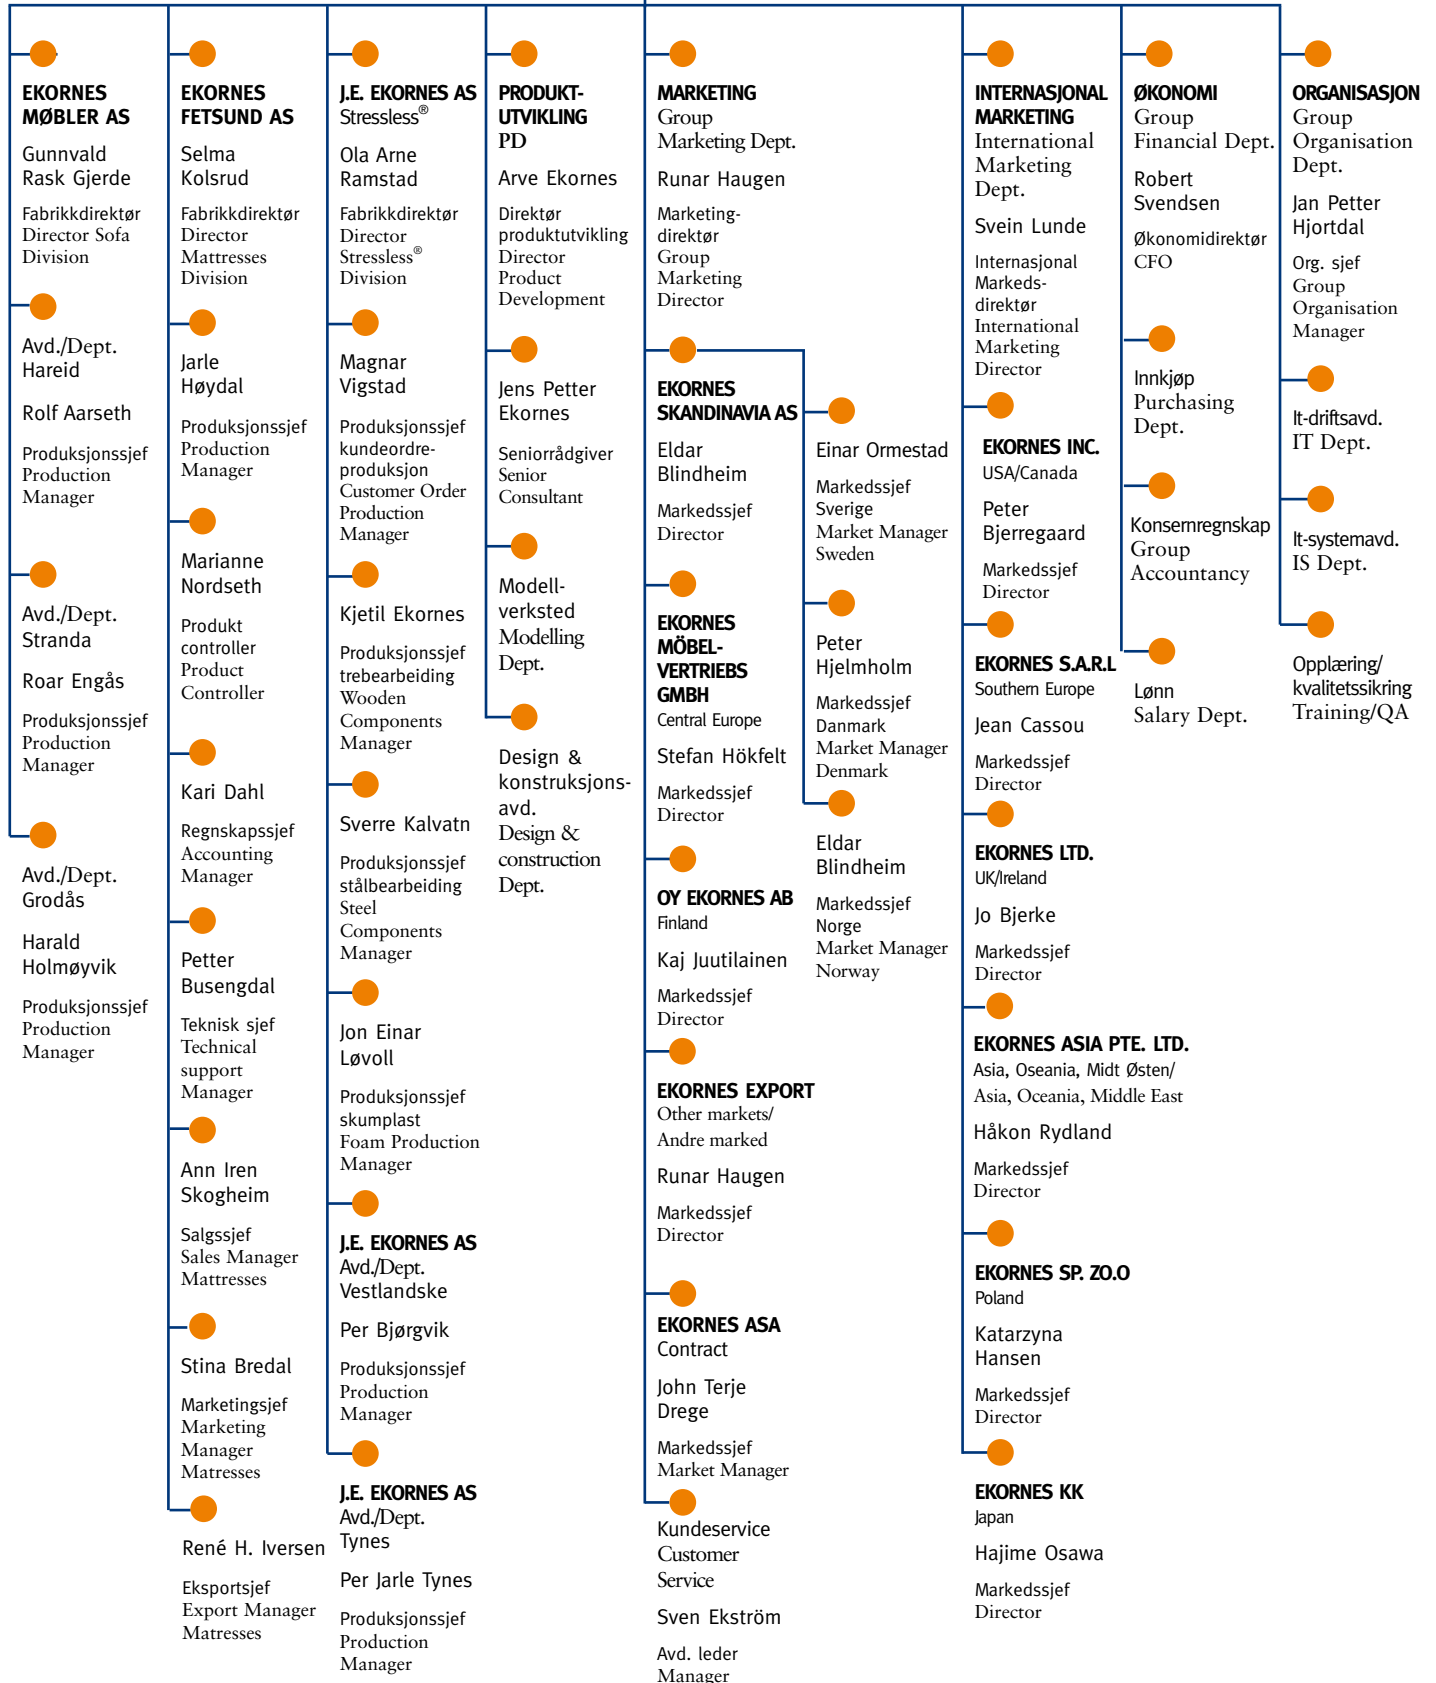 EKORNES
MØBLER AS
Gunnvald
Rask Gjerde
Fabrikkdirektør
Director Sofa
Division
Avd./Dept.
Hareid
Rolf Aarseth
Produksjonssjef
Production
Manager
Avd./Dept.
Stranda
Roar Engås
Produksjonssjef
Production
Manager
Avd./Dept.
Grodås
Harald
Holmøyvik
Produksjonssjef
Production
Manager
EKORNES
FETSUND AS
Selma
Kolsrud
Fabrikkdirektør
Director
Mattresses
Division
Jarle
Høydal
Produksjonssjef
Production
Manager
Marianne
Nordseth
Produkt
controller
Product
Controller
Kari Dahl
Regnskapssjef
Accounting
Manager
Petter
Busengdal
Teknisk sjef
Technical
support
Manager
Ann Iren
Skogheim
Salgssjef
Sales Manager
Mattresses
Stina Bredal
Marketingsjef
Marketing
Manager
Matresses
René H. Iversen
Eksportsjef
Export Manager
Matresses
J.E. EKORNES AS
Stressless®
Ola Arne
Ramstad
Fabrikkdirektør
Director
Stressless®
Division
Magnar
Vigstad
Produksjonssjef
kundeordre-
produksjon
Customer Order
Production
Manager
Kjetil Ekornes
Produksjonssjef
trebearbeiding
Wooden
Components
Manager
Sverre Kalvatn
Produksjonssjef
stålbearbeiding
Steel
Components
Manager
Jon Einar
Løvoll
Produksjonssjef
skumplast
Foam Production
Manager
J.E. EKORNES AS
Avd./Dept.
Vestlandske
Per Bjørgvik
Produksjonssjef
Production
Manager
J.E. EKORNES AS
Avd./Dept.
Tynes
Per Jarle Tynes
Produksjonssjef
Production
Manager
PRODUKT-
UTVIKLING
PD
Arve Ekornes
Direktør
produktutvikling
Director
Product
Development
Jens Petter
Ekornes
Seniorrådgiver
Senior
Consultant
Modell-
verksted
Modelling
Dept.
Design &
konstruksjons-
avd.
Design &
construction
Dept.
MARKETING
Group
Marketing Dept.
Runar Haugen
Marketing-
direktør
Group
Marketing
Director
EKORNES
SKANDINAVIA AS
Eldar
Blindheim
Markedssjef
Director
EKORNES
MÖBEL-
VERTRIEBS
GMBH
Central Europe
Stefan Hökfelt
Markedssjef
Director
OY EKORNES AB
Finland
Kaj Juutilainen
Markedssjef
Director
EKORNES EXPORT
Other markets/
Andre marked
Runar Haugen
Markedssjef
Director
EKORNES ASA
Contract
John Terje
Drege
Markedssjef
Market Manager
Kundeservice
Customer
Service
Sven Ekström
Avd. leder
Manager
Einar Ormestad
Markedssjef
Sverige
Market Manager
Sweden
Peter
Hjelmholm
Markedssjef
Danmark
Market Manager
Denmark
Eldar
Blindheim
Markedssjef
Norge
Market Manager
Norway
INTERNASJONAL
MARKETING
International
Marketing
Dept.
Svein Lunde
Internasjonal
Markeds-
direktør
International
Marketing
Director
EKORNES INC.
USA/Canada
Peter
Bjerregaard
Markedssjef
Director
EKORNES S.A.R.L
Southern Europe
Jean Cassou
Markedssjef
Director
EKORNES LTD.
UK/Ireland
Jo Bjerke
Markedssjef
Director
EKORNES ASIA PTE. LTD.
Asia, Oseania, Midt Østen/
Asia, Oceania, Middle East
Håkon Rydland
Markedssjef
Director
EKORNES SP. ZO.O
Poland
Katarzyna
Hansen
Markedssjef
Director
EKORNES KK
Japan
Hajime Osawa
Markedssjef
Director
ØKONOMI
Group
Financial Dept.
Robert
Svendsen
Økonomidirektør
CFO
Innkjøp
Purchasing
Dept.
Konsernregnskap
Group
Accountancy
Lønn
Salary Dept.
ORGANISASJON
Group
Organisation
Dept.
Jan Petter
Hjortdal
Org. sjef
Group
Organisation
Manager
It-driftsavd.
IT Dept.
It-systemavd.
IS Dept.
Opplæring/
kvalitetssikring
Training/QA